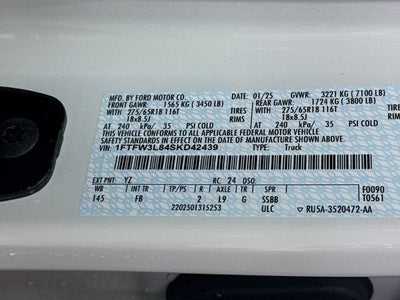 MFD. BY FORD MOTOR CO.
DATE: 01/25 GVWR: 3221 KG (7100 LB)
FRONT GAWR: 1565 KG (3450 LB) REAR GAWR: 1724 KG (3800 LB)
275/65R18 116T TIRES 275/65R18 116T
18x8.5J RIMS 18x8.5J
AT 240 kPa/ 35 PSI COLD AT 240 kPa/ 35 PSI COLD
THIS VEHICLE CONFORMS TO ALL APPLICABLE FEDERAL MOTOR VEHICLE
SAFETY STANDARDS IN EFFECT ON THE DATE OF MANUFACTURE SHOWN ABOVE.
VIN: 1FTFW3L84SKD42439 TYPE: Truck
EXT PNT: YZ RC: 24 DSO: F0090
WB INT TR TP/PS R AXLE TR SPR T0561
145 FB 2 L9 G SSBB
2202501315253 ULC RU5A-3520472-AA